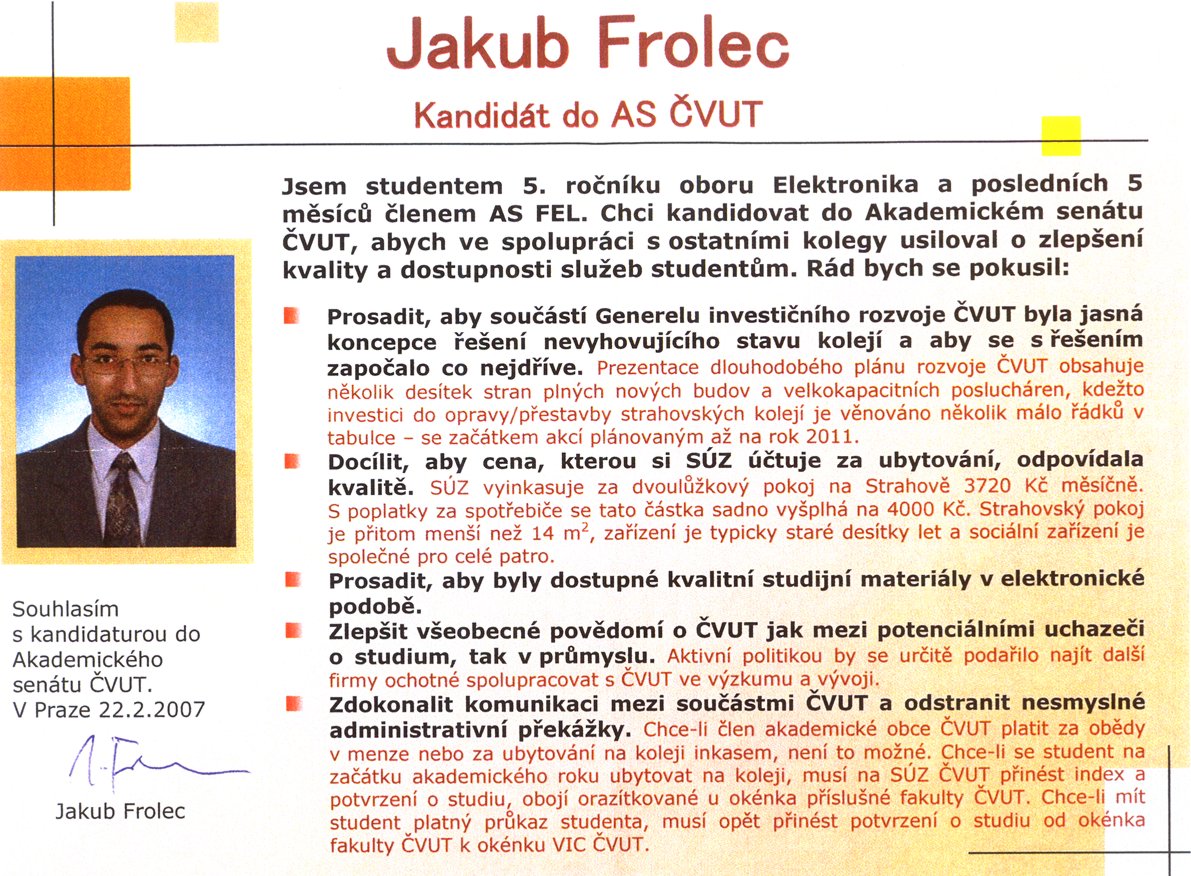 Jakub Frolec
Kandidát do AS ČVUT
Jsem studentem 5. ročníku oboru Elektronika a posledních 5
měsíců členem AS FEL. Chci kandidovat do Akademickém senátu
ČVUT, abych ve spolupráci s ostatními kolegy usiloval o zlepšení
kvality a dostupnosti služeb studentům. Rád bych se pokusil:
Prosadit, aby součástí Generelu investičního rozvoje ČVUT byla jasná
koncepce řešení nevyhovujícího stavu kolejí a aby se s řešením
započalo co nejdříve. Prezentace dlouhodobého plánu rozvoje ČVUT obsahuje
několik desítek stran plných nových budov a velkokapacitních poslucháren, kdežto
investici do opravy/přestavby strahovských kolejí je věnováno několik málo řádků v
tabulce – se začátkem akcí plánovaným až na rok 2011.
Docílit, aby cena, kterou si SÚZ účtuje za ubytování, odpovídala
kvalitě. SÚZ vyinkasuje za dvoulůžkový pokoj na Strahově 3720 Kč měsíčně.
S poplatky za spotřebiče se tato částka sadno vyšplhá na 4000 Kč. Strahovský pokoj
je přitom menší než 14 m², zařízení je typicky staré desítky let a sociální zařízení je
společné pro celé patro.
Prosadit, aby byly dostupné kvalitní studijní materiály v elektronické
podobě.
Zlepšit všeobecné povědomí o ČVUT jak mezi potenciálními uchazeči
o studium, tak v průmyslu. Aktivní politikou by se určitě podařilo najít další
firmy ochotné spolupracovat s ČVUT ve výzkumu a vývoji.
Zdokonalit komunikaci mezi součástmi ČVUT a odstranit nesmyslné
administrativní překážky. Chce-li člen akademické obce ČVUT platit za obědy
v menze nebo za ubytování na koleji inkasem, není to možné. Chce-li se student na
začátku akademického roku ubytovat na koleji, musí na SÚZ ČVUT přinést index a
potvrzení o studiu, obojí orazítkované u okénka příslušné fakulty ČVUT. Chce-li mít
student platný průkaz studenta, musí opět přinést potvrzení o studiu od okénka
fakulty ČVUT k okénku VIC ČVUT.
Souhlasím
s kandidaturou do
Akademického
senátu ČVUT.
V Praze 22.2.2007
Jakub Frolec